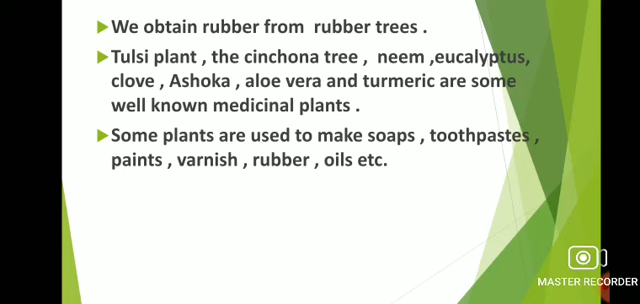 We obtain rubber from  rubber trees .
Tulsi plant , the cinchona tree ,  neem ,eucalyptus,
clove , Ashoka , aloe vera and turmeric are some
well known medicinal plants .
Some plants are used to make soaps , toothpastes ,
paints , varnish , rubber , oils etc.
MASTER RECORDER